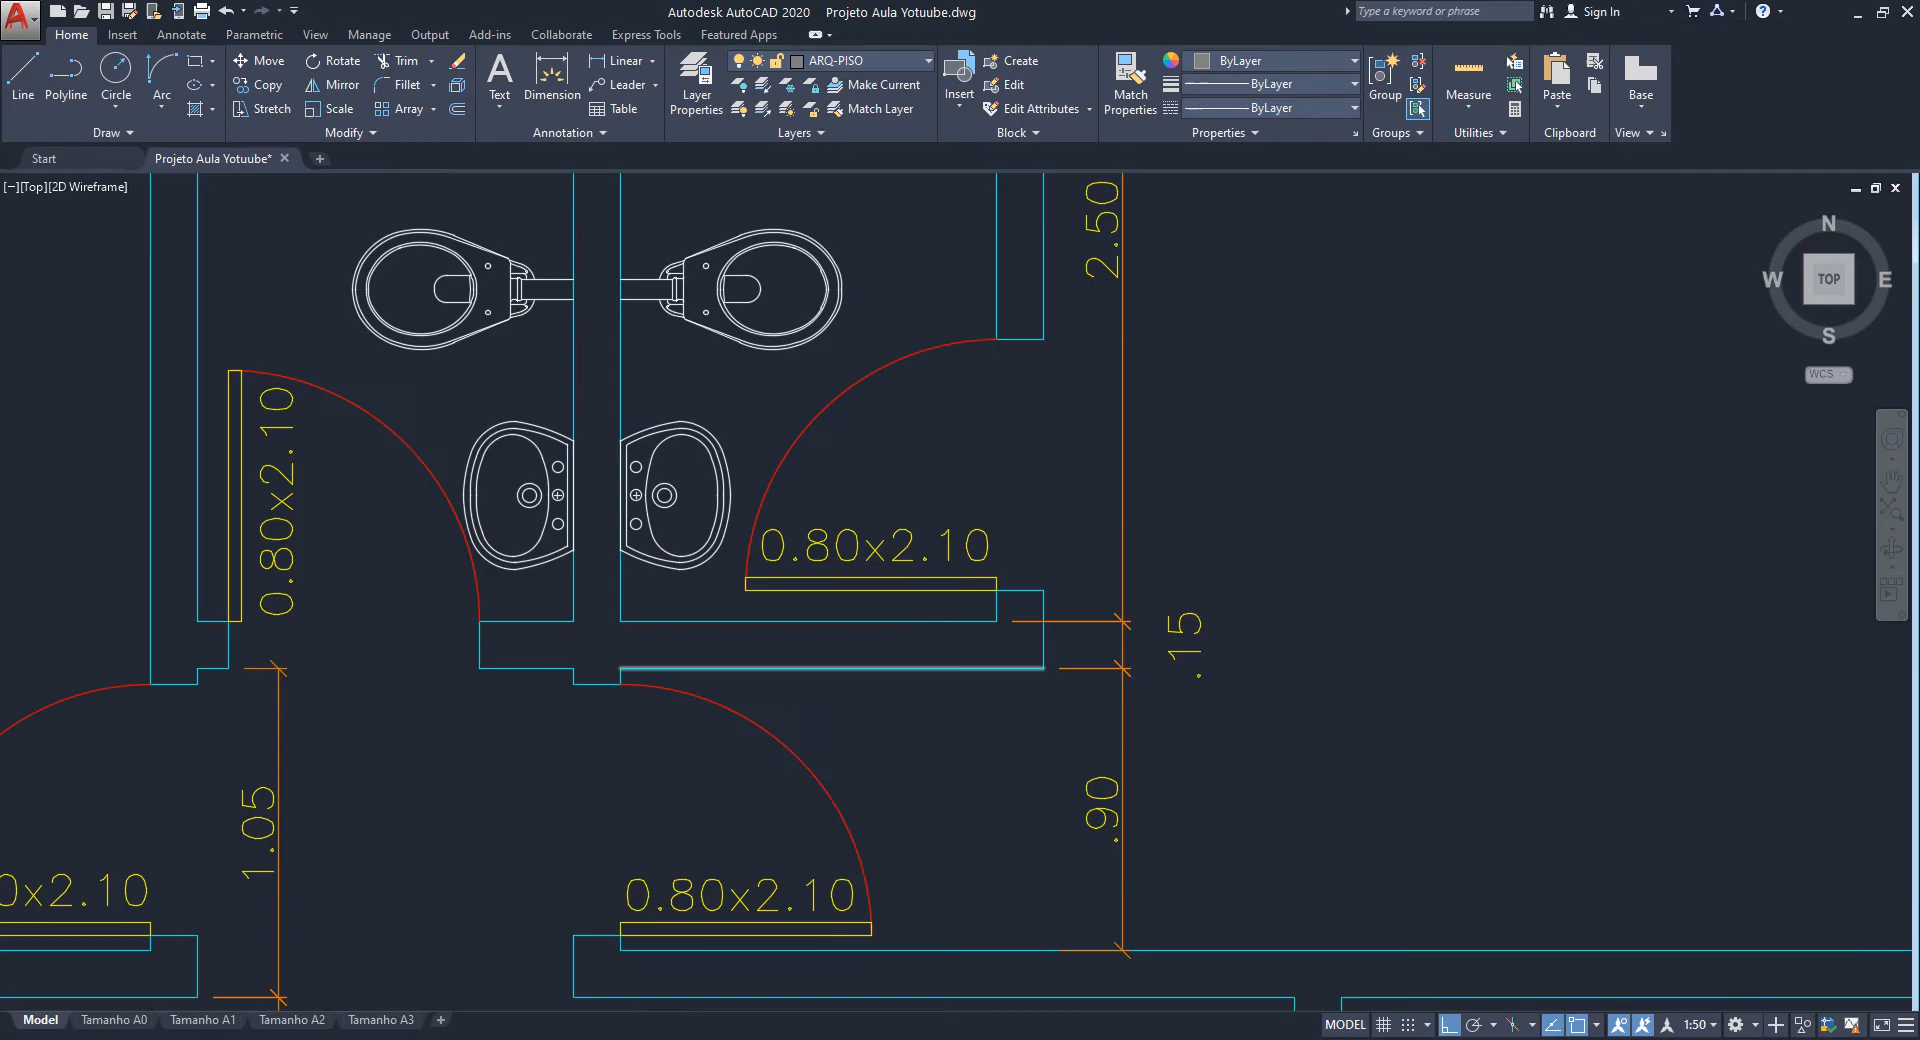 Autodesk AutoCAD 2020 Projeto Aula Yotuube.dwg
Type a keyword or phrase
Sign In
Home Insert Annotate Parametric View Manage Output Add-ins Collaborate Express Tools Featured Apps
Line
Polyline
Circle
Arc
Draw
Move
Rotate
Trim
Copy
Mirror
Fillet
Stretch
Scale
Array
Modify
Text
Dimension
Linear
Leader
Table
Annotation
Layer
Properties
ARQ-PISO
Make Current
Match Layer
Layers
Insert
Create
Edit
Edit Attributes
Block
Match
Properties
ByLayer
ByLayer
ByLayer
Properties
Group
Groups
Measure
Utilities
Paste
Clipboard
Base
View
Start
Projeto Aula Yotuube*
[−][Top][2D Wireframe]
N
W
TOP
E
S
WCS
2.50
0.80x2.10
0.80x2.10
.15
1.05
.90
0x2.10
0.80x2.10
Model Tamanho A0 Tamanho A1 Tamanho A2 Tamanho A3
MODEL
1:50